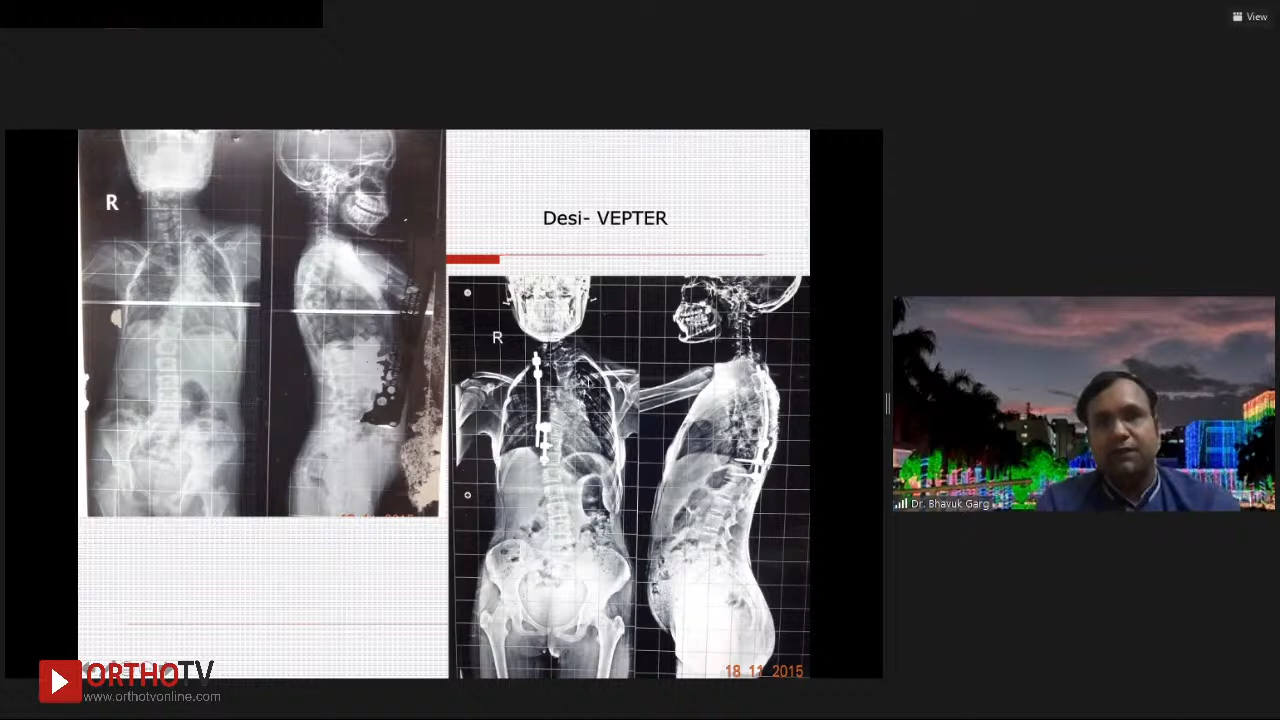 View
R
Desi- VEPTER
R
18 11 2015
Dr. Bhavuk Garg
ORTHOTV
www.orthotvonline.com